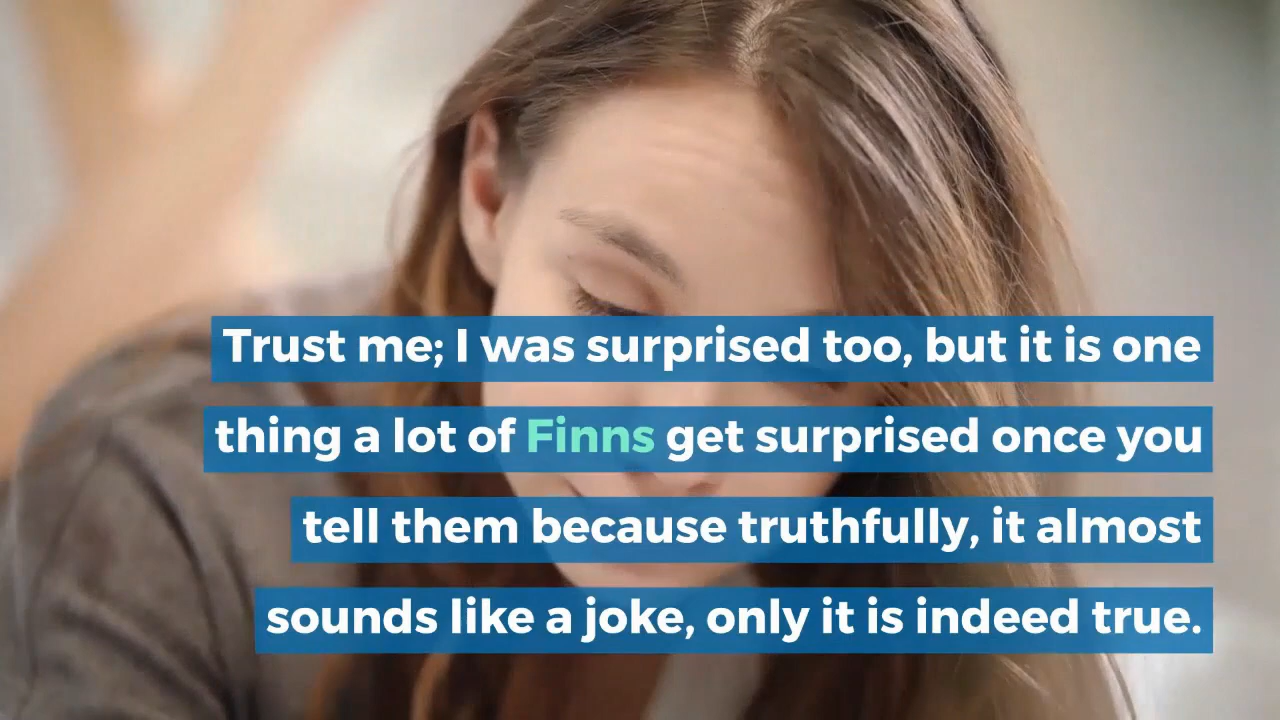 Trust me; I was surprised too, but it is one
thing a lot of Finns get surprised once you
tell them because truthfully, it almost
sounds like a joke, only it is indeed true.